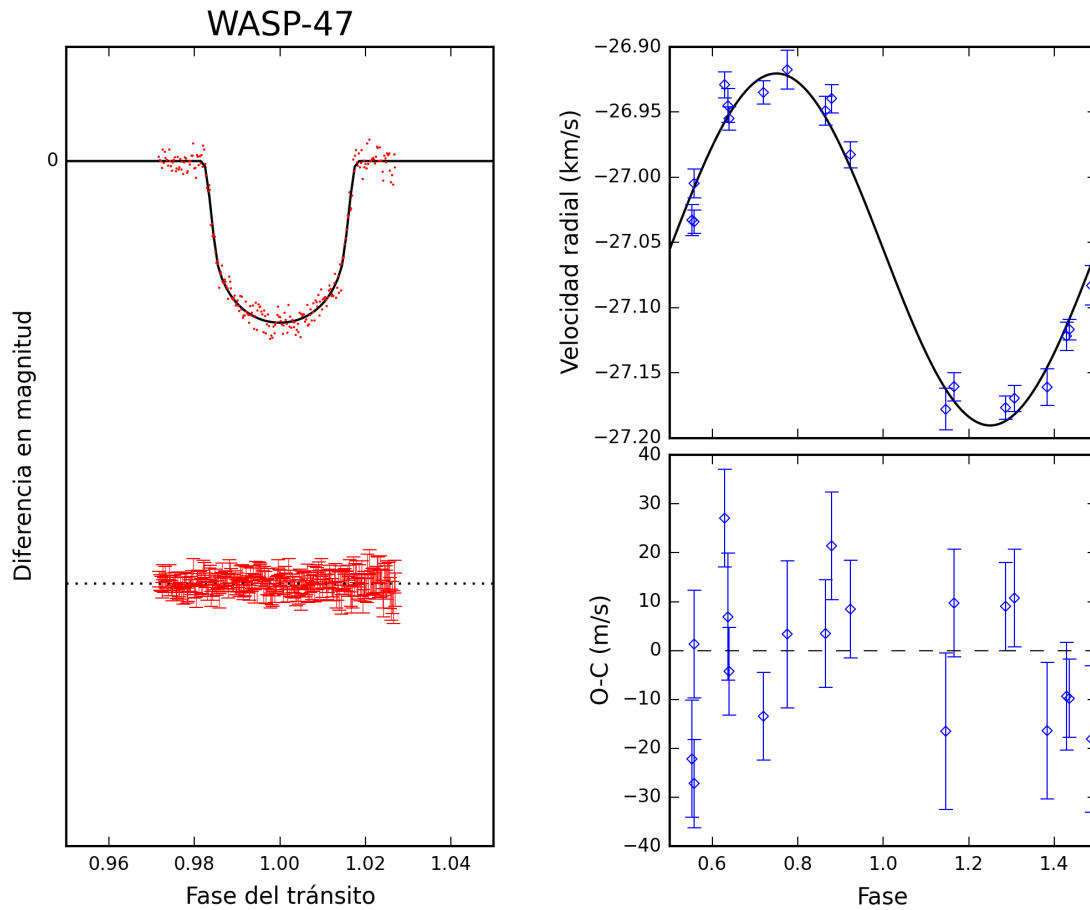 WASP-47
Diferencia en magnitud
0
0.96 0.98 1.00 1.02 1.04
Fase del tránsito
Velocidad radial (km/s)
−26.90
−26.95
−27.00
−27.05
−27.10
−27.15
−27.20
O-C (m/s)
40
30
20
10
0
−10
−20
−30
−40
0.6 0.8 1.0 1.2 1.4
Fase